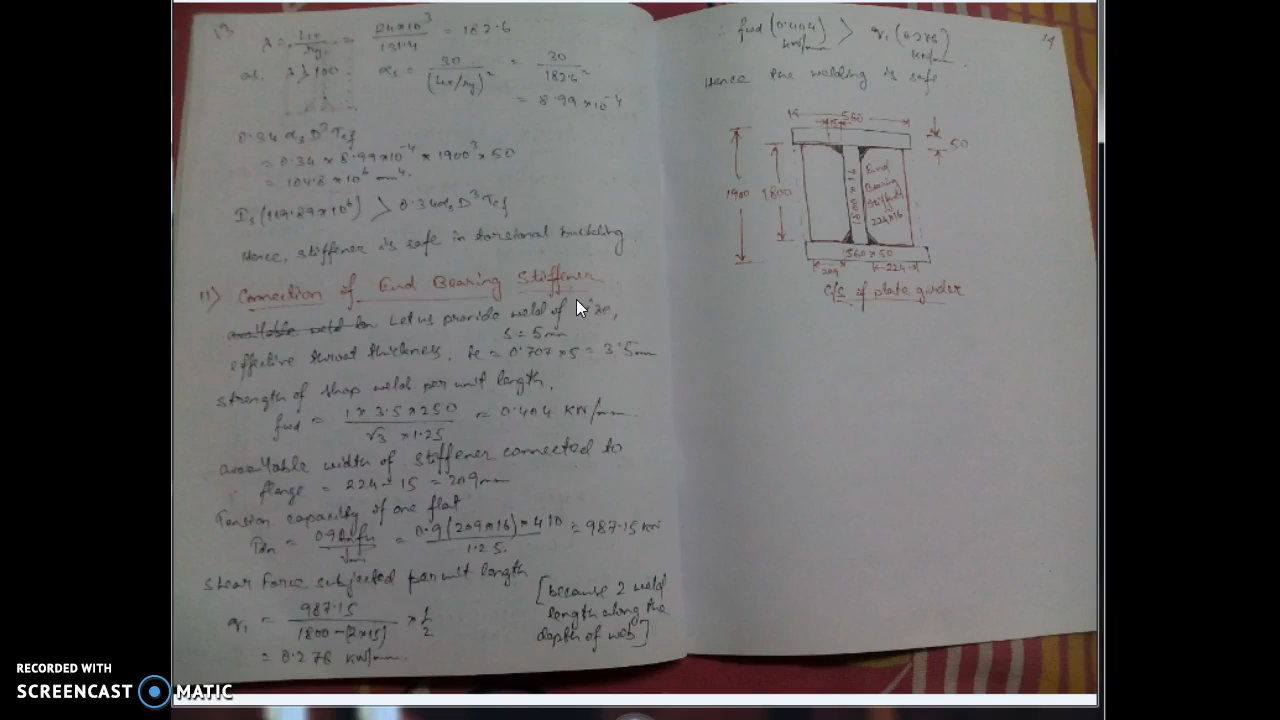 13
λ = LLT/ry = 24×10³/131.4 = 182.6
as. λ > 100 αs = 30/(LLT/ry)² = 30/182.6²
= 8.99×10⁻⁴
0.34 αs D³ Tcf
= 0.34 × 8.99×10⁻⁴ × 1900³ × 50
Is (119.89×10⁶) > 0.34 αs D³ Tcf
Hence, stiffener is safe in torsional buckling
11) Connection of End Bearing Stiffener
Let us provide weld of size,
s = 5mm
effective throat thickness, te = 0.707 × 5 = 3.5mm
strength of shop weld per unit length,
fwd = 1 × 3.5 × 250/√3 × 1.25 = 0.404 KN/mm.
available width of stiffener connected to
flange = 224 - 15 = 209mm
Tension capacity of one flat
Tdn = 0.9 An fu/γm1 = 0.9(209×16) × 410/1.25 = 987.15 KN
Shear force subjected per unit length
q1 = 987.15/1800-(2×15) × 1/2
= 0.276 KN/mm.
[because 2 weld
length along the
depth of web]
14
∴ fwd (0.404) KN/mm > q1 (0.276) KN/mm
Hence the welding is safe
560
15
50
1900
1800
End
Bearing
Stiffener
224×16
560×50
209
224
C/S of plate girder
RECORDED WITH
SCREENCAST MATIC